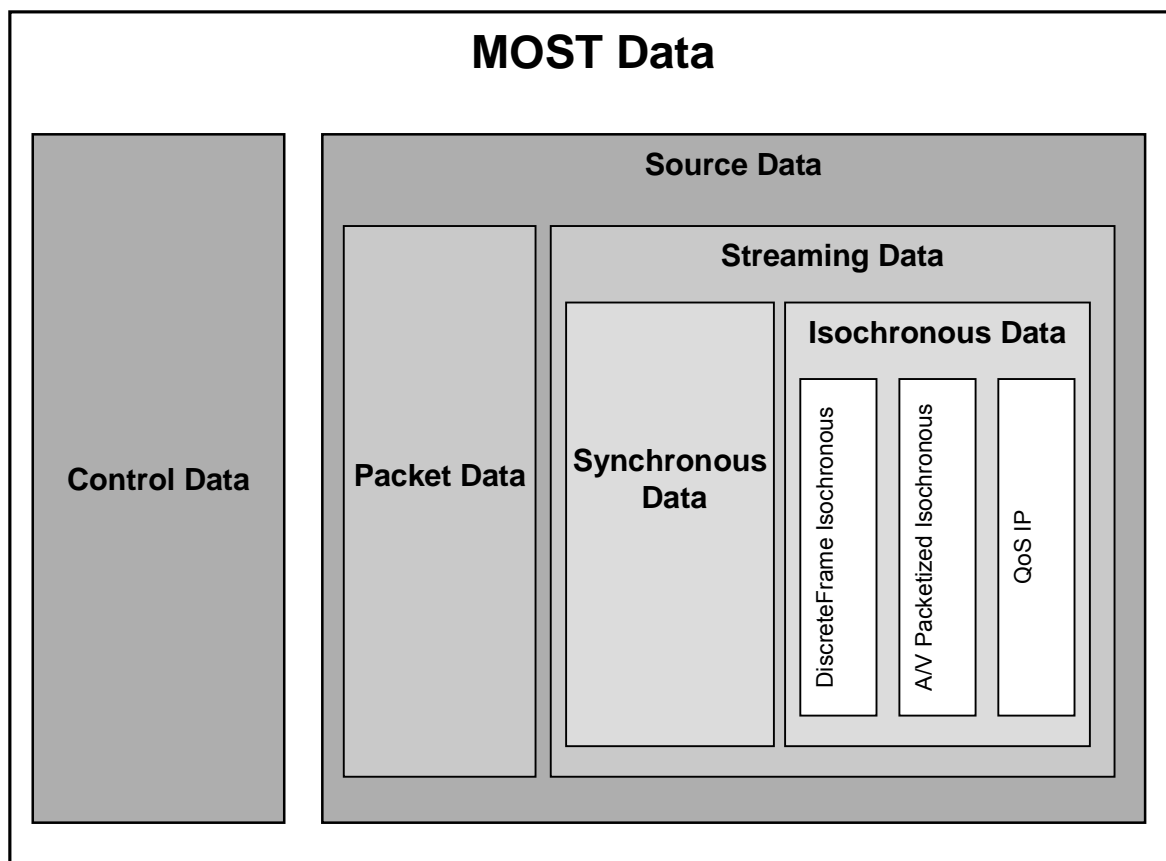 MOST Data
Control Data
Source Data
Packet Data
Streaming Data
Synchronous
Data
Isochronous Data
DiscreteFrame Isochronous
A/V Packetized Isochronous
QoS IP